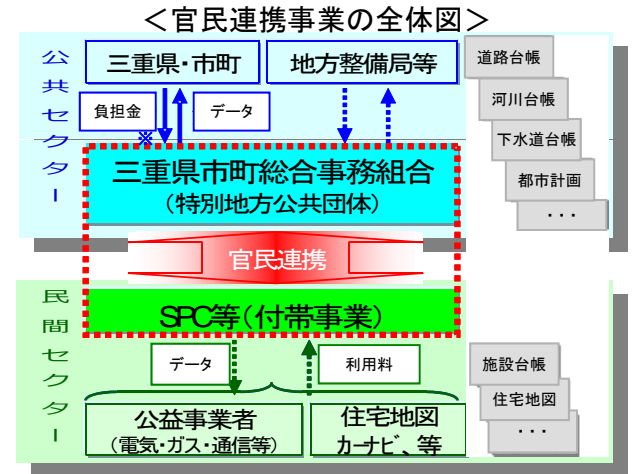 ＜官民連携事業の全体図＞
公共セクター
三重県・市町
地方整備局等
負担金
※
データ
三重県市町総合事務組合
（特別地方公共団体）
道路台帳
河川台帳
下水道台帳
都市計画
・・・
官民連携
民間セクター
SPC等（付帯事業）
データ
利用料
公益事業者
（電気・ガス・通信等）
住宅地図
カーナビ、等
施設台帳
住宅地図
・・・